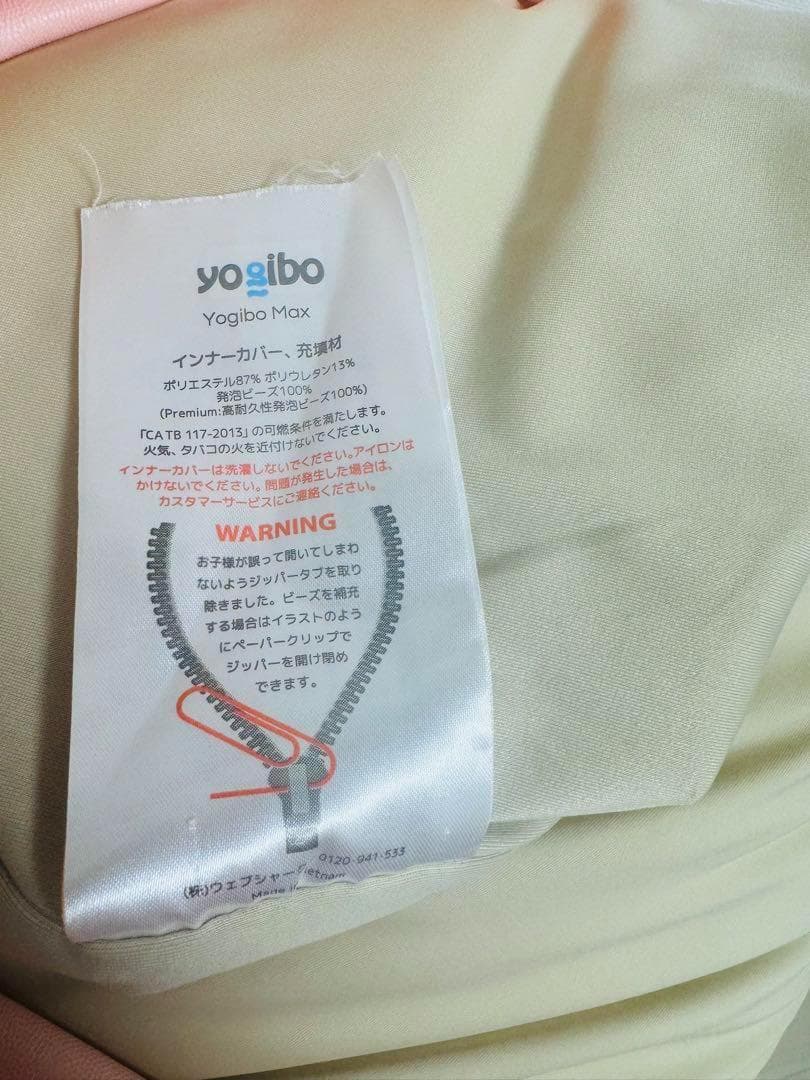 yogibo
Yogibo Max
インナーカバー、充填材
ポリエステル87% ポリウレタン13%
発泡ビーズ100%
(Premium:高耐久性発泡ビーズ100%)
「CA TB 117-2013」の可燃条件を満たします。
火気、タバコの火を近付けないでください。
インナーカバーは洗濯しないでください。アイロンは
かけないでください。問題が発生した場合は、
カスタマーサービスにご連絡ください。
WARNING
お子様が誤って開いてしまわ
ないようジッパータブを取り
除きました。ビーズを補充
する場合はイラストのよう
にペーパークリップで
ジッパーを開け閉め
できます。
0120-941-533
(株)ウェブシャー
Made in Vietnam